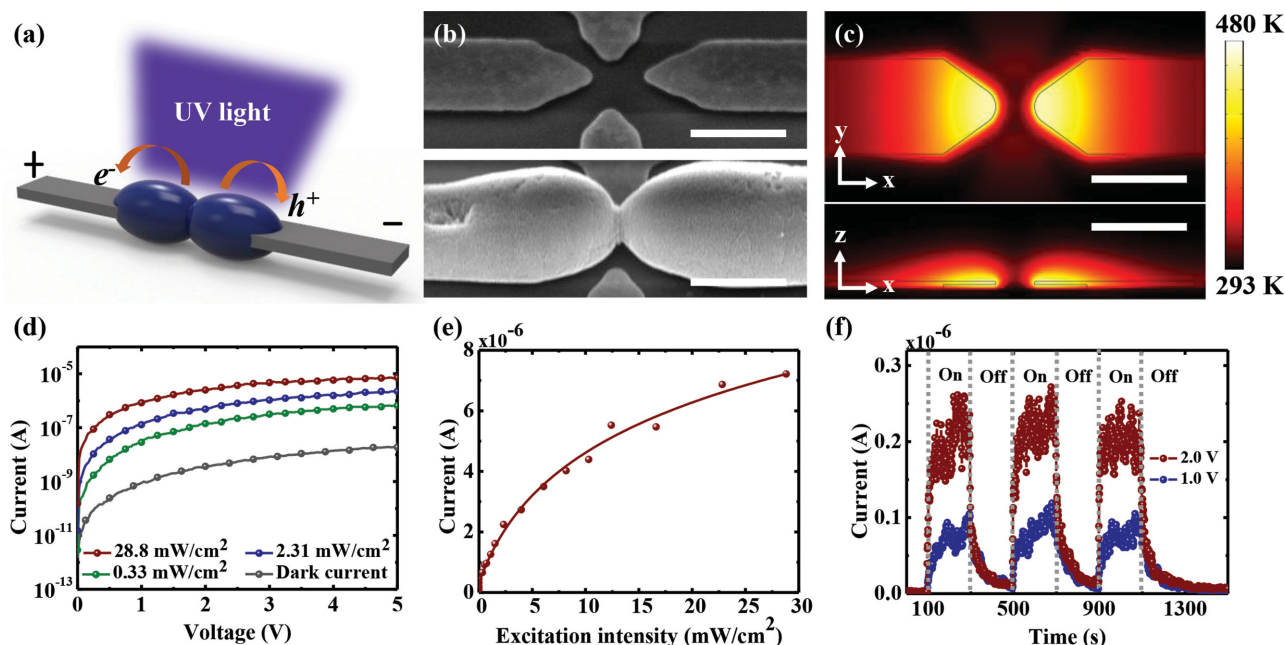 (a)
UV light
+
e-
h+
−
(b)
(c)
y
x
z
x
480 K
293 K
(d)
Current (A)
10-5
10-7
10-9
10-11
10-13
28.8 mW/cm2
2.31 mW/cm2
0.33 mW/cm2
Dark current
0 1 2 3 4 5
Voltage (V)
(e)
x10-6
Current (A)
8
6
4
2
0
0 5 10 15 20 25 30
Excitation intensity (mW/cm2)
(f)
x10-6
Current (A)
0.3
0.2
0.1
0.0
On Off On Off On Off
2.0 V
1.0 V
100 500 900 1300
Time (s)